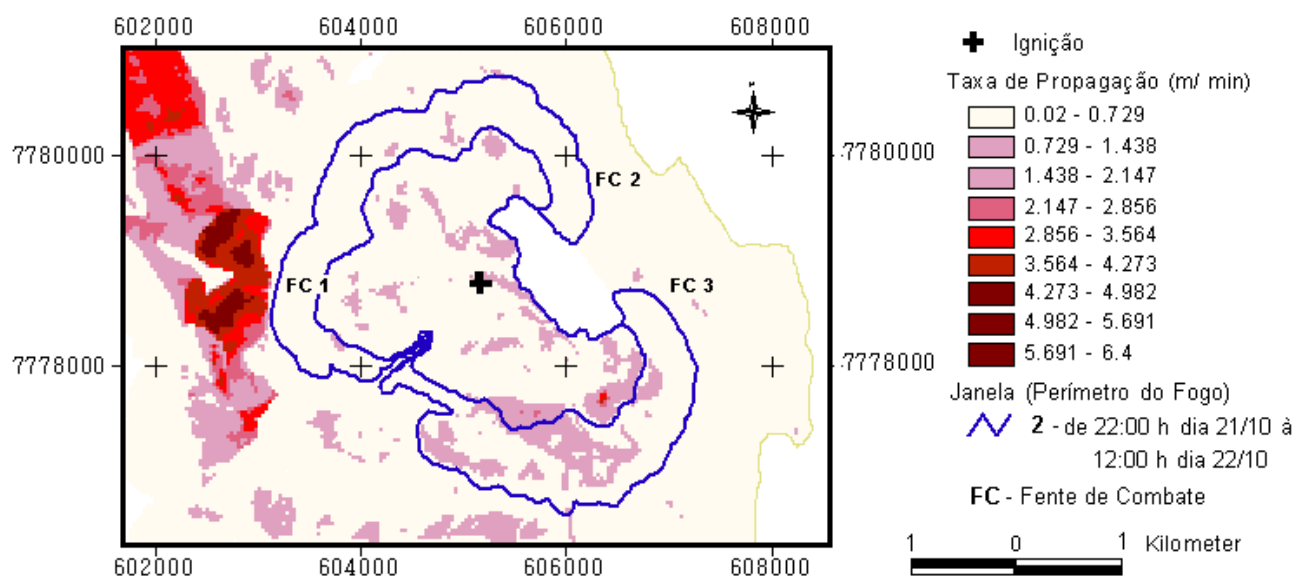 602000 604000 606000 608000
7780000 7780000
7778000 7778000
FC 2
FC 1
FC 3
602000 604000 606000 608000
N
Ignição
Taxa de Propagação (m/ min)
0.02 - 0.729
0.729 - 1.438
1.438 - 2.147
2.147 - 2.856
2.856 - 3.564
3.564 - 4.273
4.273 - 4.982
4.982 - 5.691
5.691 - 6.4
Janela (Perímetro do Fogo)
2 - de 22:00 h dia 21/10 à
12:00 h dia 22/10
FC - Fente de Combate
1 0 1 Kilometer